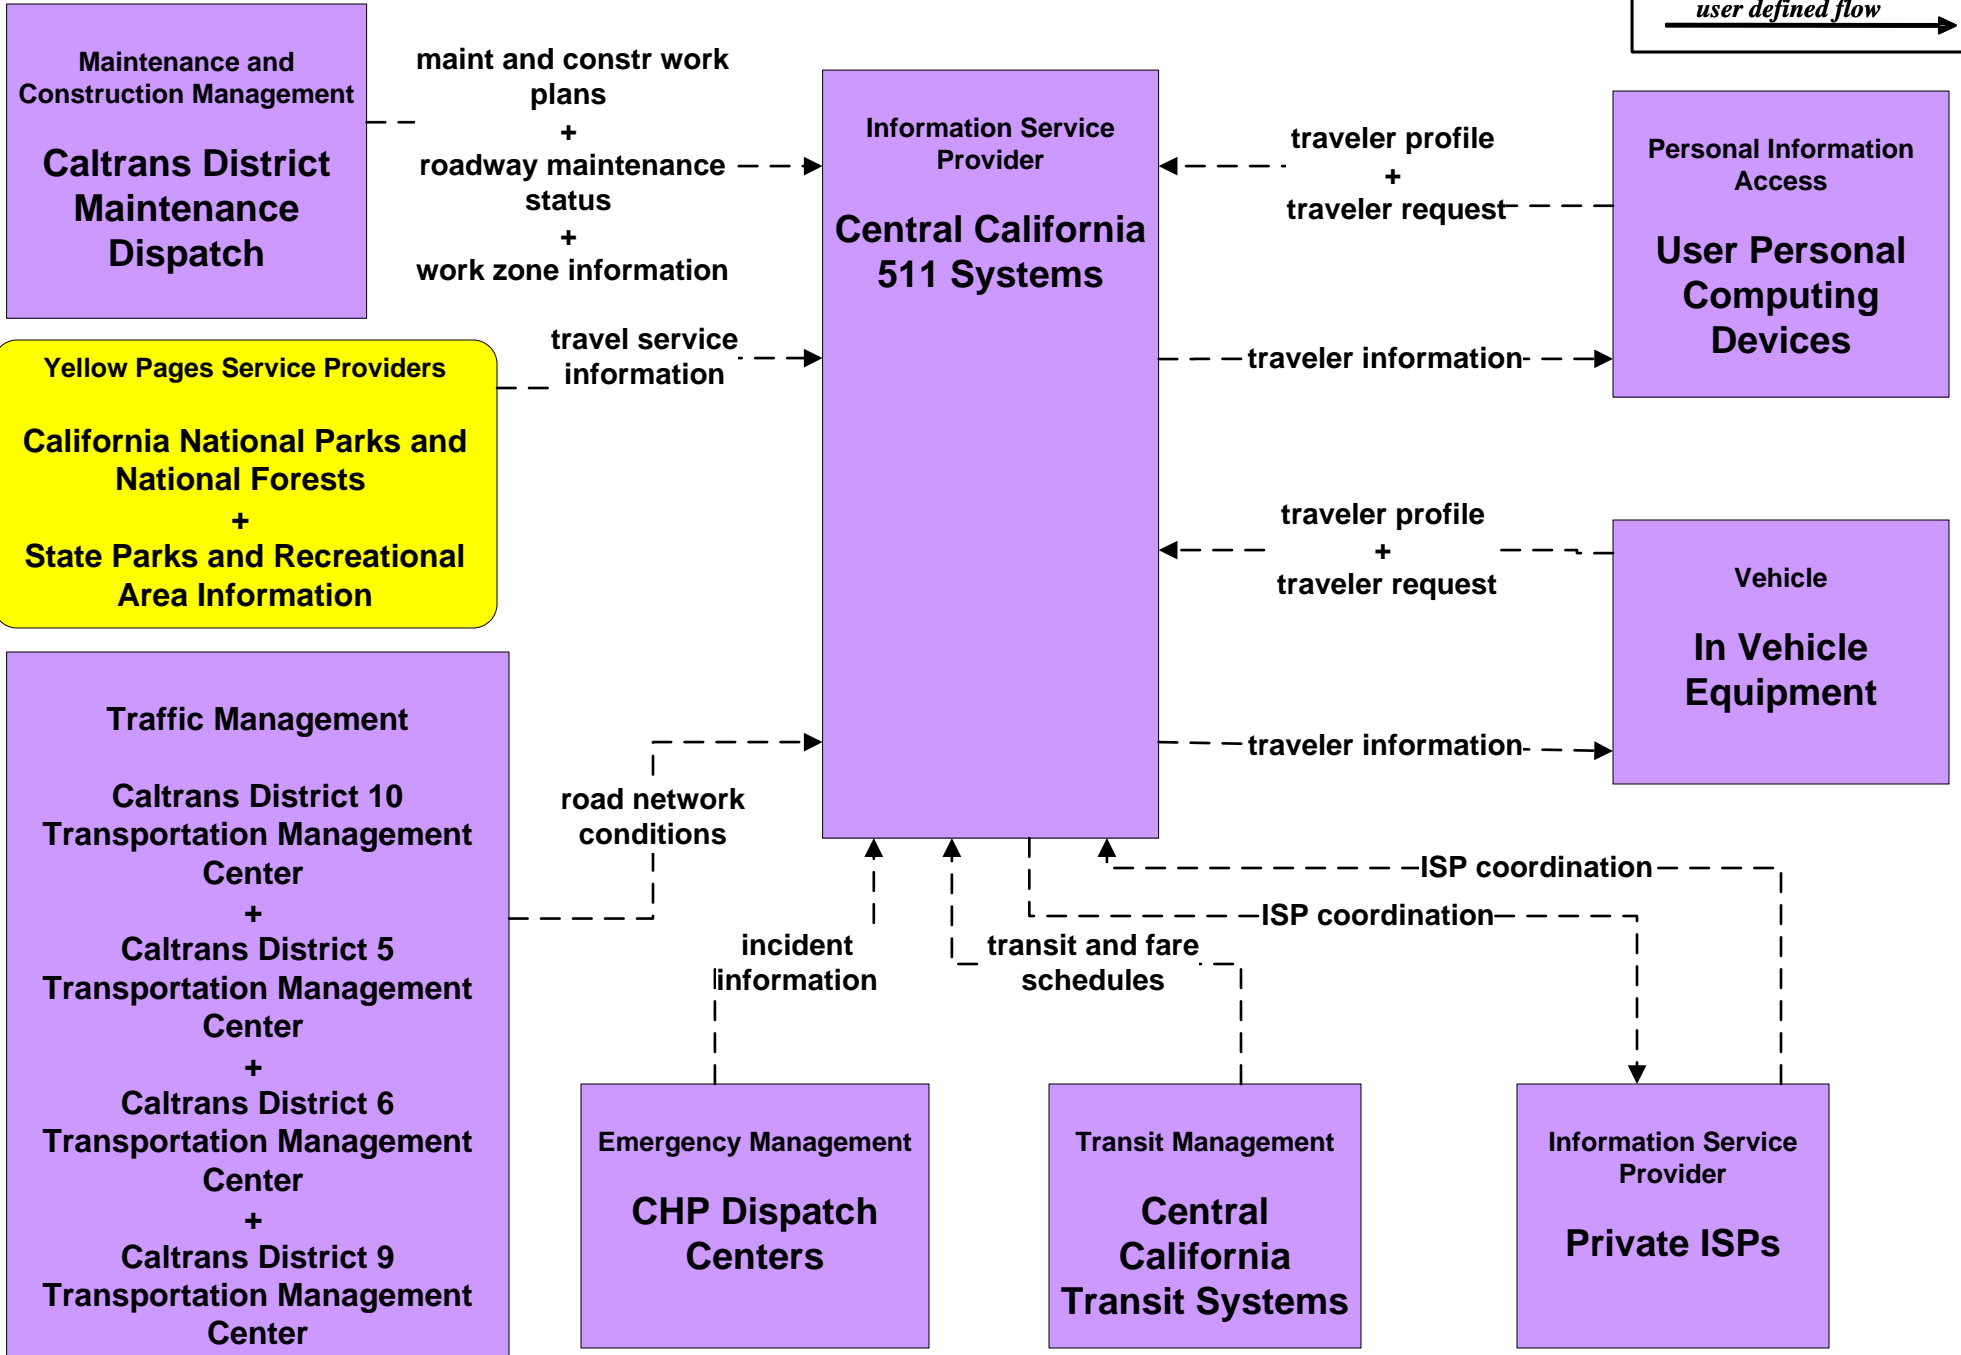 user defined flow
Maintenance and
Construction Management
Caltrans District
Maintenance
Dispatch
maint and constr work
plans
+
roadway maintenance
status
+
work zone information
Information Service
Provider
Central California
511 Systems
traveler profile
+
traveler request
Personal Information
Access
User Personal
Computing
Devices
travel service
information
traveler information
Yellow Pages Service Providers
California National Parks and
National Forests
+
State Parks and Recreational
Area Information
traveler profile
+
traveler request
Vehicle
In Vehicle
Equipment
traveler information
Traffic Management
Caltrans District 10
Transportation Management
Center
+
Caltrans District 5
Transportation Management
Center
+
Caltrans District 6
Transportation Management
Center
+
Caltrans District 9
Transportation Management
Center
road network
conditions
ISP coordination
ISP coordination
incident
information
transit and fare
schedules
Emergency Management
CHP Dispatch
Centers
Transit Management
Central
California
Transit Systems
Information Service
Provider
Private ISPs